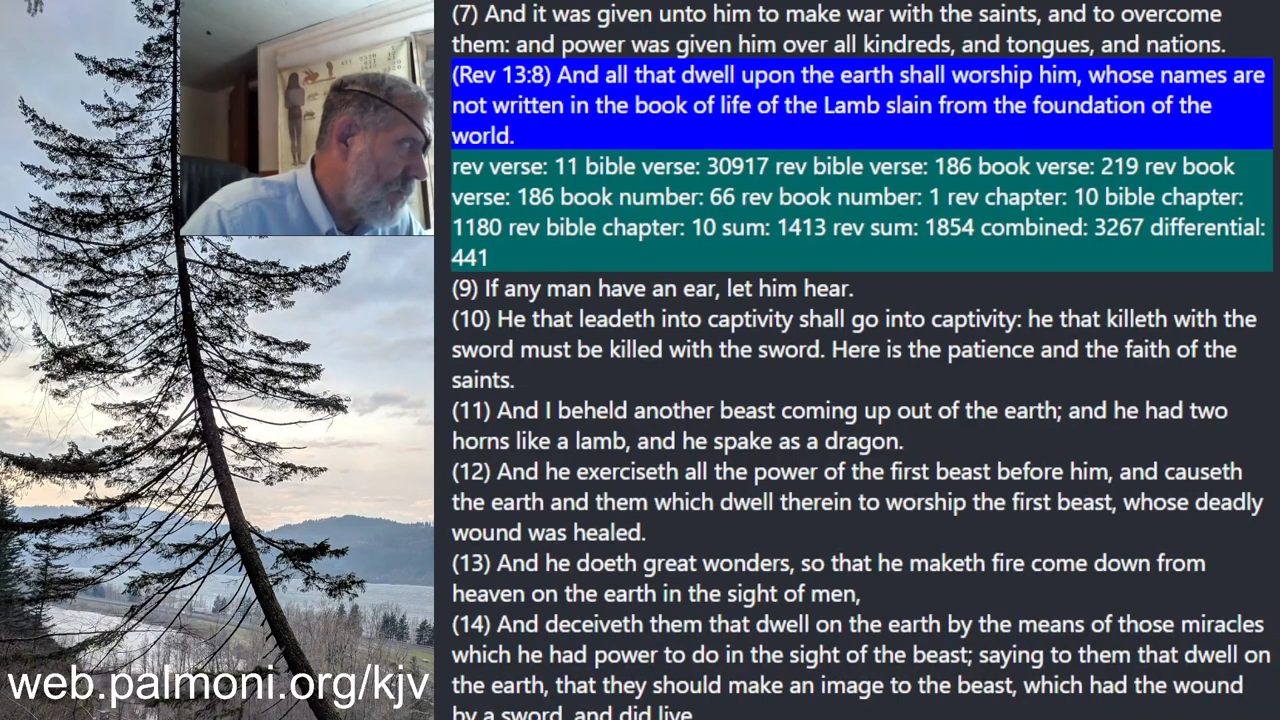 (7) And it was given unto him to make war with the saints, and to overcome
them: and power was given him over all kindreds, and tongues, and nations.
(Rev 13:8) And all that dwell upon the earth shall worship him, whose names are
not written in the book of life of the Lamb slain from the foundation of the
world.
rev verse: 11 bible verse: 30917 rev bible verse: 186 book verse: 219 rev book
verse: 186 book number: 66 rev book number: 1 rev chapter: 10 bible chapter:
1180 rev bible chapter: 10 sum: 1413 rev sum: 1854 combined: 3267 differential:
441
(9) If any man have an ear, let him hear.
(10) He that leadeth into captivity shall go into captivity: he that killeth with the
sword must be killed with the sword. Here is the patience and the faith of the
saints.
(11) And I beheld another beast coming up out of the earth; and he had two
horns like a lamb, and he spake as a dragon.
(12) And he exerciseth all the power of the first beast before him, and causeth
the earth and them which dwell therein to worship the first beast, whose deadly
wound was healed.
(13) And he doeth great wonders, so that he maketh fire come down from
heaven on the earth in the sight of men,
(14) And deceiveth them that dwell on the earth by the means of those miracles
which he had power to do in the sight of the beast; saying to them that dwell on
the earth, that they should make an image to the beast, which had the wound
by a sword, and did live.
web.palmoni.org/kjv